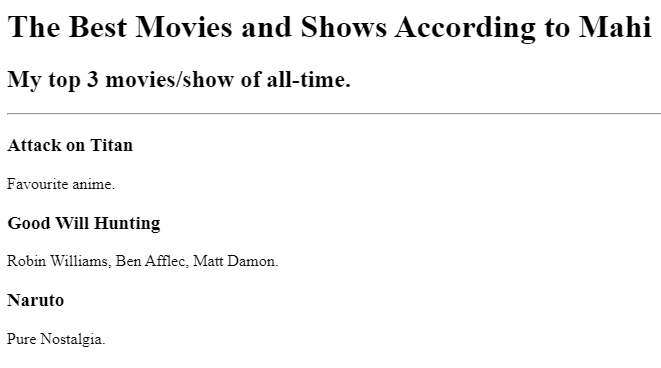 The Best Movies and Shows According to Mahi
My top 3 movies/show of all-time.
Attack on Titan
Favourite anime.
Good Will Hunting
Robin Williams, Ben Afflec, Matt Damon.
Naruto
Pure Nostalgia.